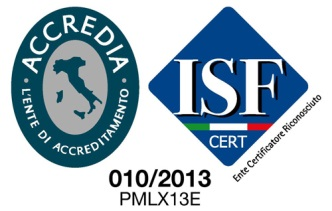 ACCREDIA
L'ENTE DI ACCREDITAMENTO
ISF
CERT
Ente Certificatore Riconosciuto
010/2013
PMLX13E